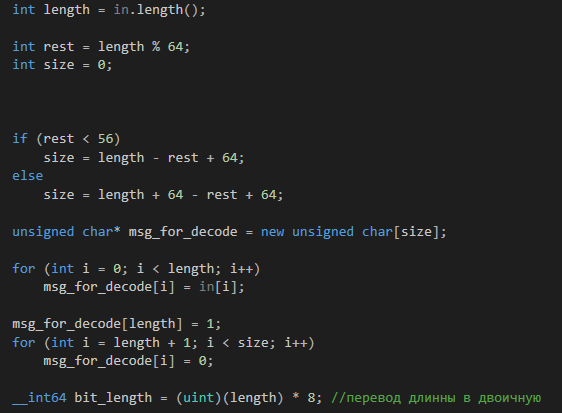 int length = in.length();
int rest = length % 64;
int size = 0;
if (rest < 56)
size = length - rest + 64;
else
size = length + 64 - rest + 64;
unsigned char* msg_for_decode = new unsigned char[size];
for (int i = 0; i < length; i++)
msg_for_decode[i] = in[i];
msg_for_decode[length] = 1;
for (int i = length + 1; i < size; i++)
msg_for_decode[i] = 0;
__int64 bit_length = (uint)(length) * 8; //перевод длинны в двоичную